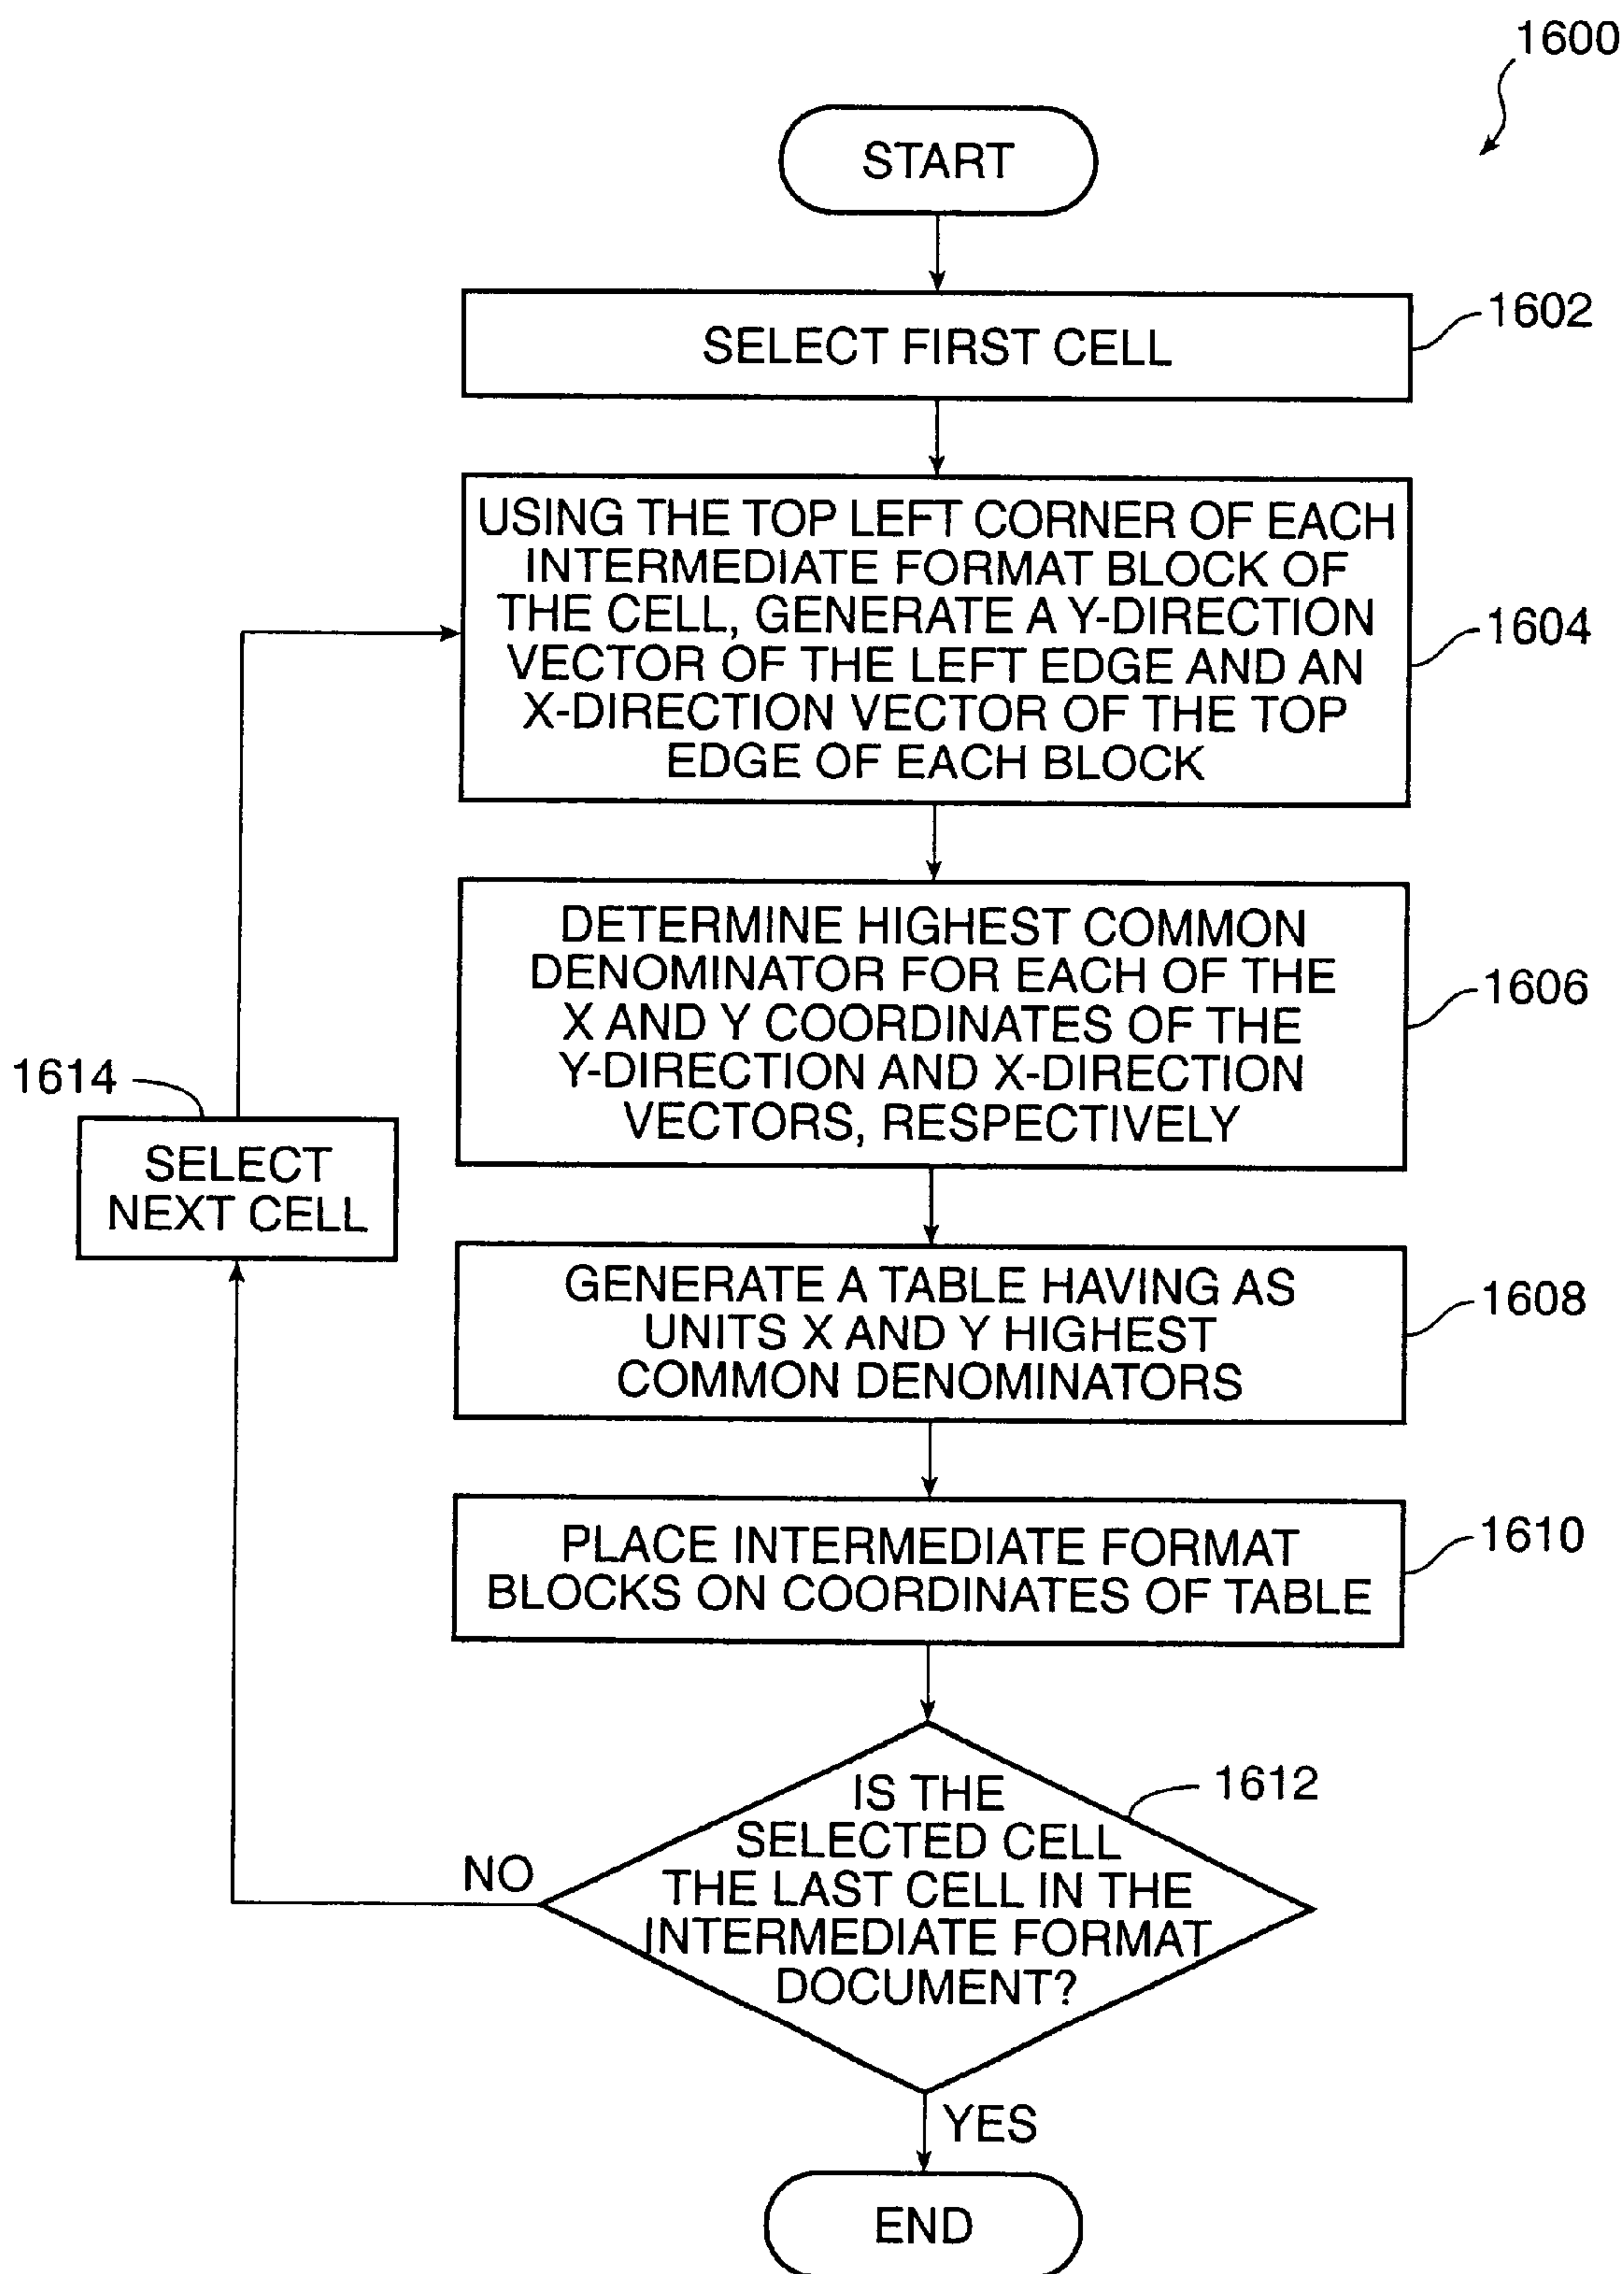 1600
START
SELECT FIRST CELL
1602
USING THE TOP LEFT CORNER OF EACH
INTERMEDIATE FORMAT BLOCK OF
THE CELL, GENERATE A Y-DIRECTION
VECTOR OF THE LEFT EDGE AND AN
X-DIRECTION VECTOR OF THE TOP
EDGE OF EACH BLOCK
1604
DETERMINE HIGHEST COMMON
DENOMINATOR FOR EACH OF THE
X AND Y COORDINATES OF THE
Y-DIRECTION AND X-DIRECTION
VECTORS, RESPECTIVELY
1606
1614
SELECT
NEXT CELL
GENERATE A TABLE HAVING AS
UNITS X AND Y HIGHEST
COMMON DENOMINATORS
1608
PLACE INTERMEDIATE FORMAT
BLOCKS ON COORDINATES OF TABLE
1610
IS THE
SELECTED CELL
THE LAST CELL IN THE
INTERMEDIATE FORMAT
DOCUMENT?
1612
NO
YES
END